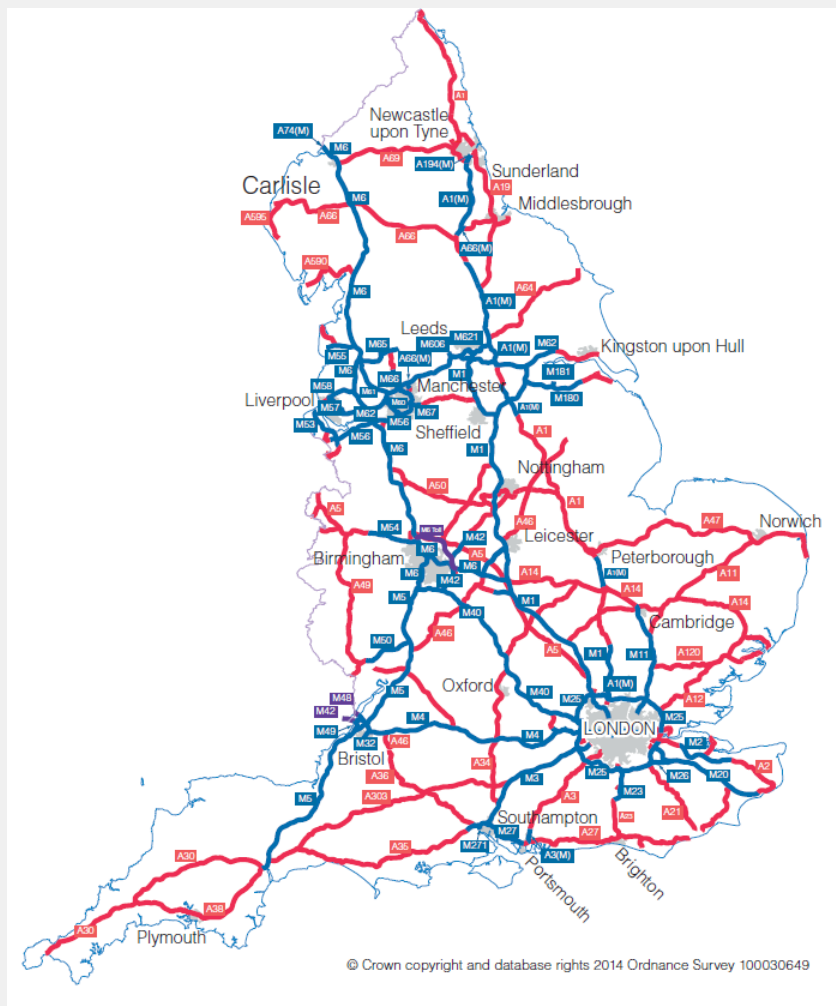 A1
Newcastle
upon Tyne
A74(M)
M6
A69
A194(M)
Sunderland
Carlisle
M6
A1(M)
A19
Middlesbrough
A595
A66
A66
A66(M)
A590
M6
A64
A1(M)
Leeds
M621
M65
M606
A1(M)
M62
Kingston upon Hull
M55
A66(M)
M6
M66
M1
M181
M58
M61
Manchester
M180
Liverpool
M57
M60
M62
M67
A1(M)
M53
M56
M56
Sheffield
A1
M6
M1
Nottingham
A50
A1
A5
A46
A47
Norwich
M54
M6 Toll
M42
Leicester
Birmingham
M6
A5
Peterborough
M6
M6
A14
A1(M)
A11
A49
M42
A14
M5
M1
A14
M40
Cambridge
M50
A46
A5
M1
M11
A120
Oxford
M48
M5
M40
M25
A1(M)
A12
M42
M4
M25
M49
M32
A46
M4
LONDON
Bristol
M2
A36
A34
M3
M25
M26
M20
A2
M5
A303
A3
M23
A21
Southampton
A23
A35
M27
A27
M271
A3(M)
Brighton
Portsmouth
A30
A38
Plymouth
A30
© Crown copyright and database rights 2014 Ordnance Survey 100030649